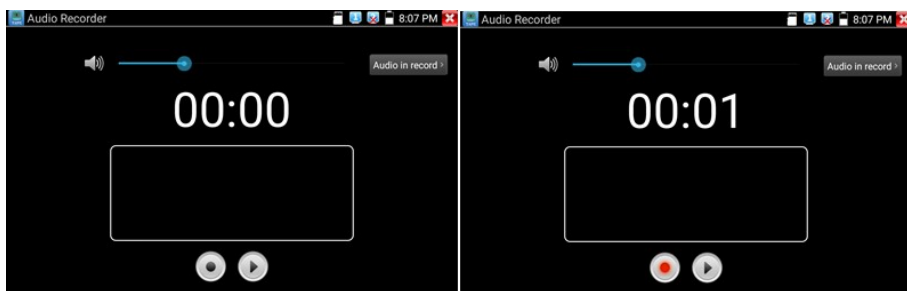 Audio Recorder 8:07 PM
Audio in record >
00:00
Audio Recorder 8:07 PM
Audio in record >
00:01